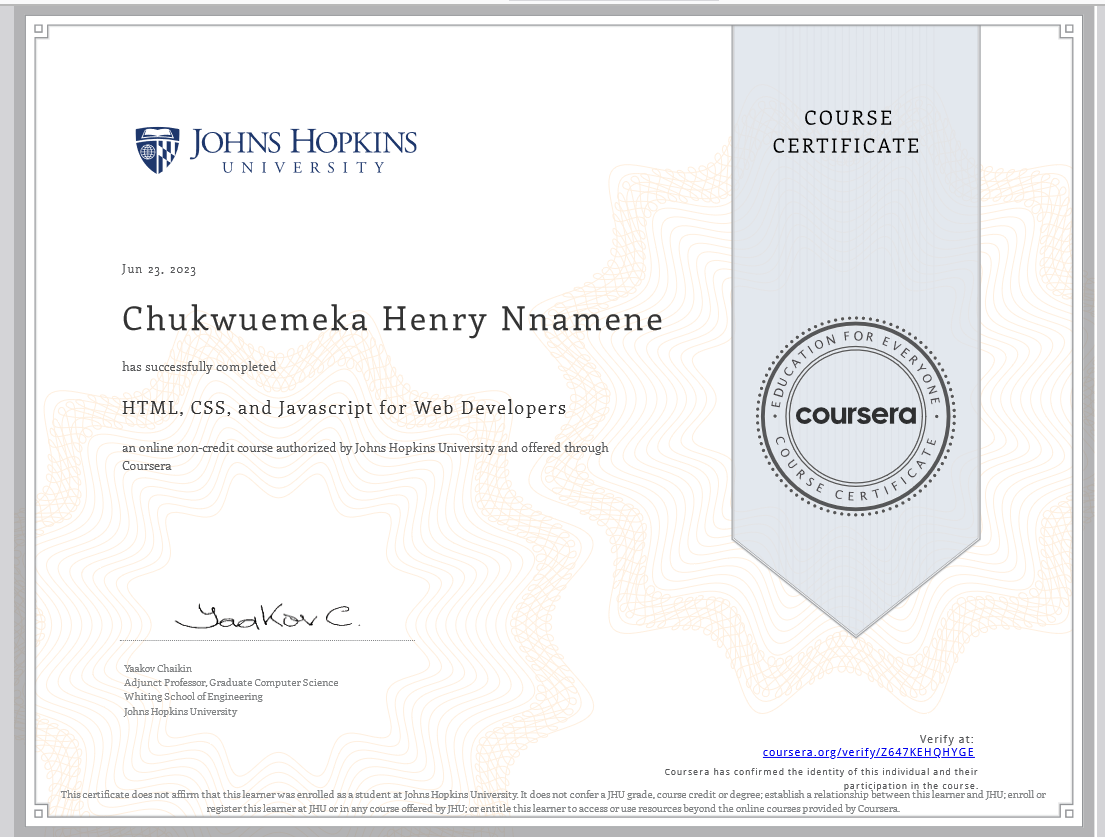 JOHNS HOPKINS
UNIVERSITY
COURSE
CERTIFICATE
Jun 23, 2023
Chukwuemeka Henry Nnamene
has successfully completed
HTML, CSS, and Javascript for Web Developers
an online non-credit course authorized by Johns Hopkins University and offered through
Coursera
EDUCATION FOR EVERYONE
coursera
COURSE CERTIFICATE
Yaakov C.
Yaakov Chaikin
Adjunct Professor, Graduate Computer Science
Whiting School of Engineering
Johns Hopkins University
Verify at:
coursera.org/verify/Z647KEHQHYGE
Coursera has confirmed the identity of this individual and their
participation in the course.
This certificate does not affirm that this learner was enrolled as a student at Johns Hopkins University. It does not confer a JHU grade, course credit or degree; establish a relationship between this learner and JHU; enroll or
register this learner at JHU or in any course offered by JHU; or entitle this learner to access or use resources beyond the online courses provided by Coursera.